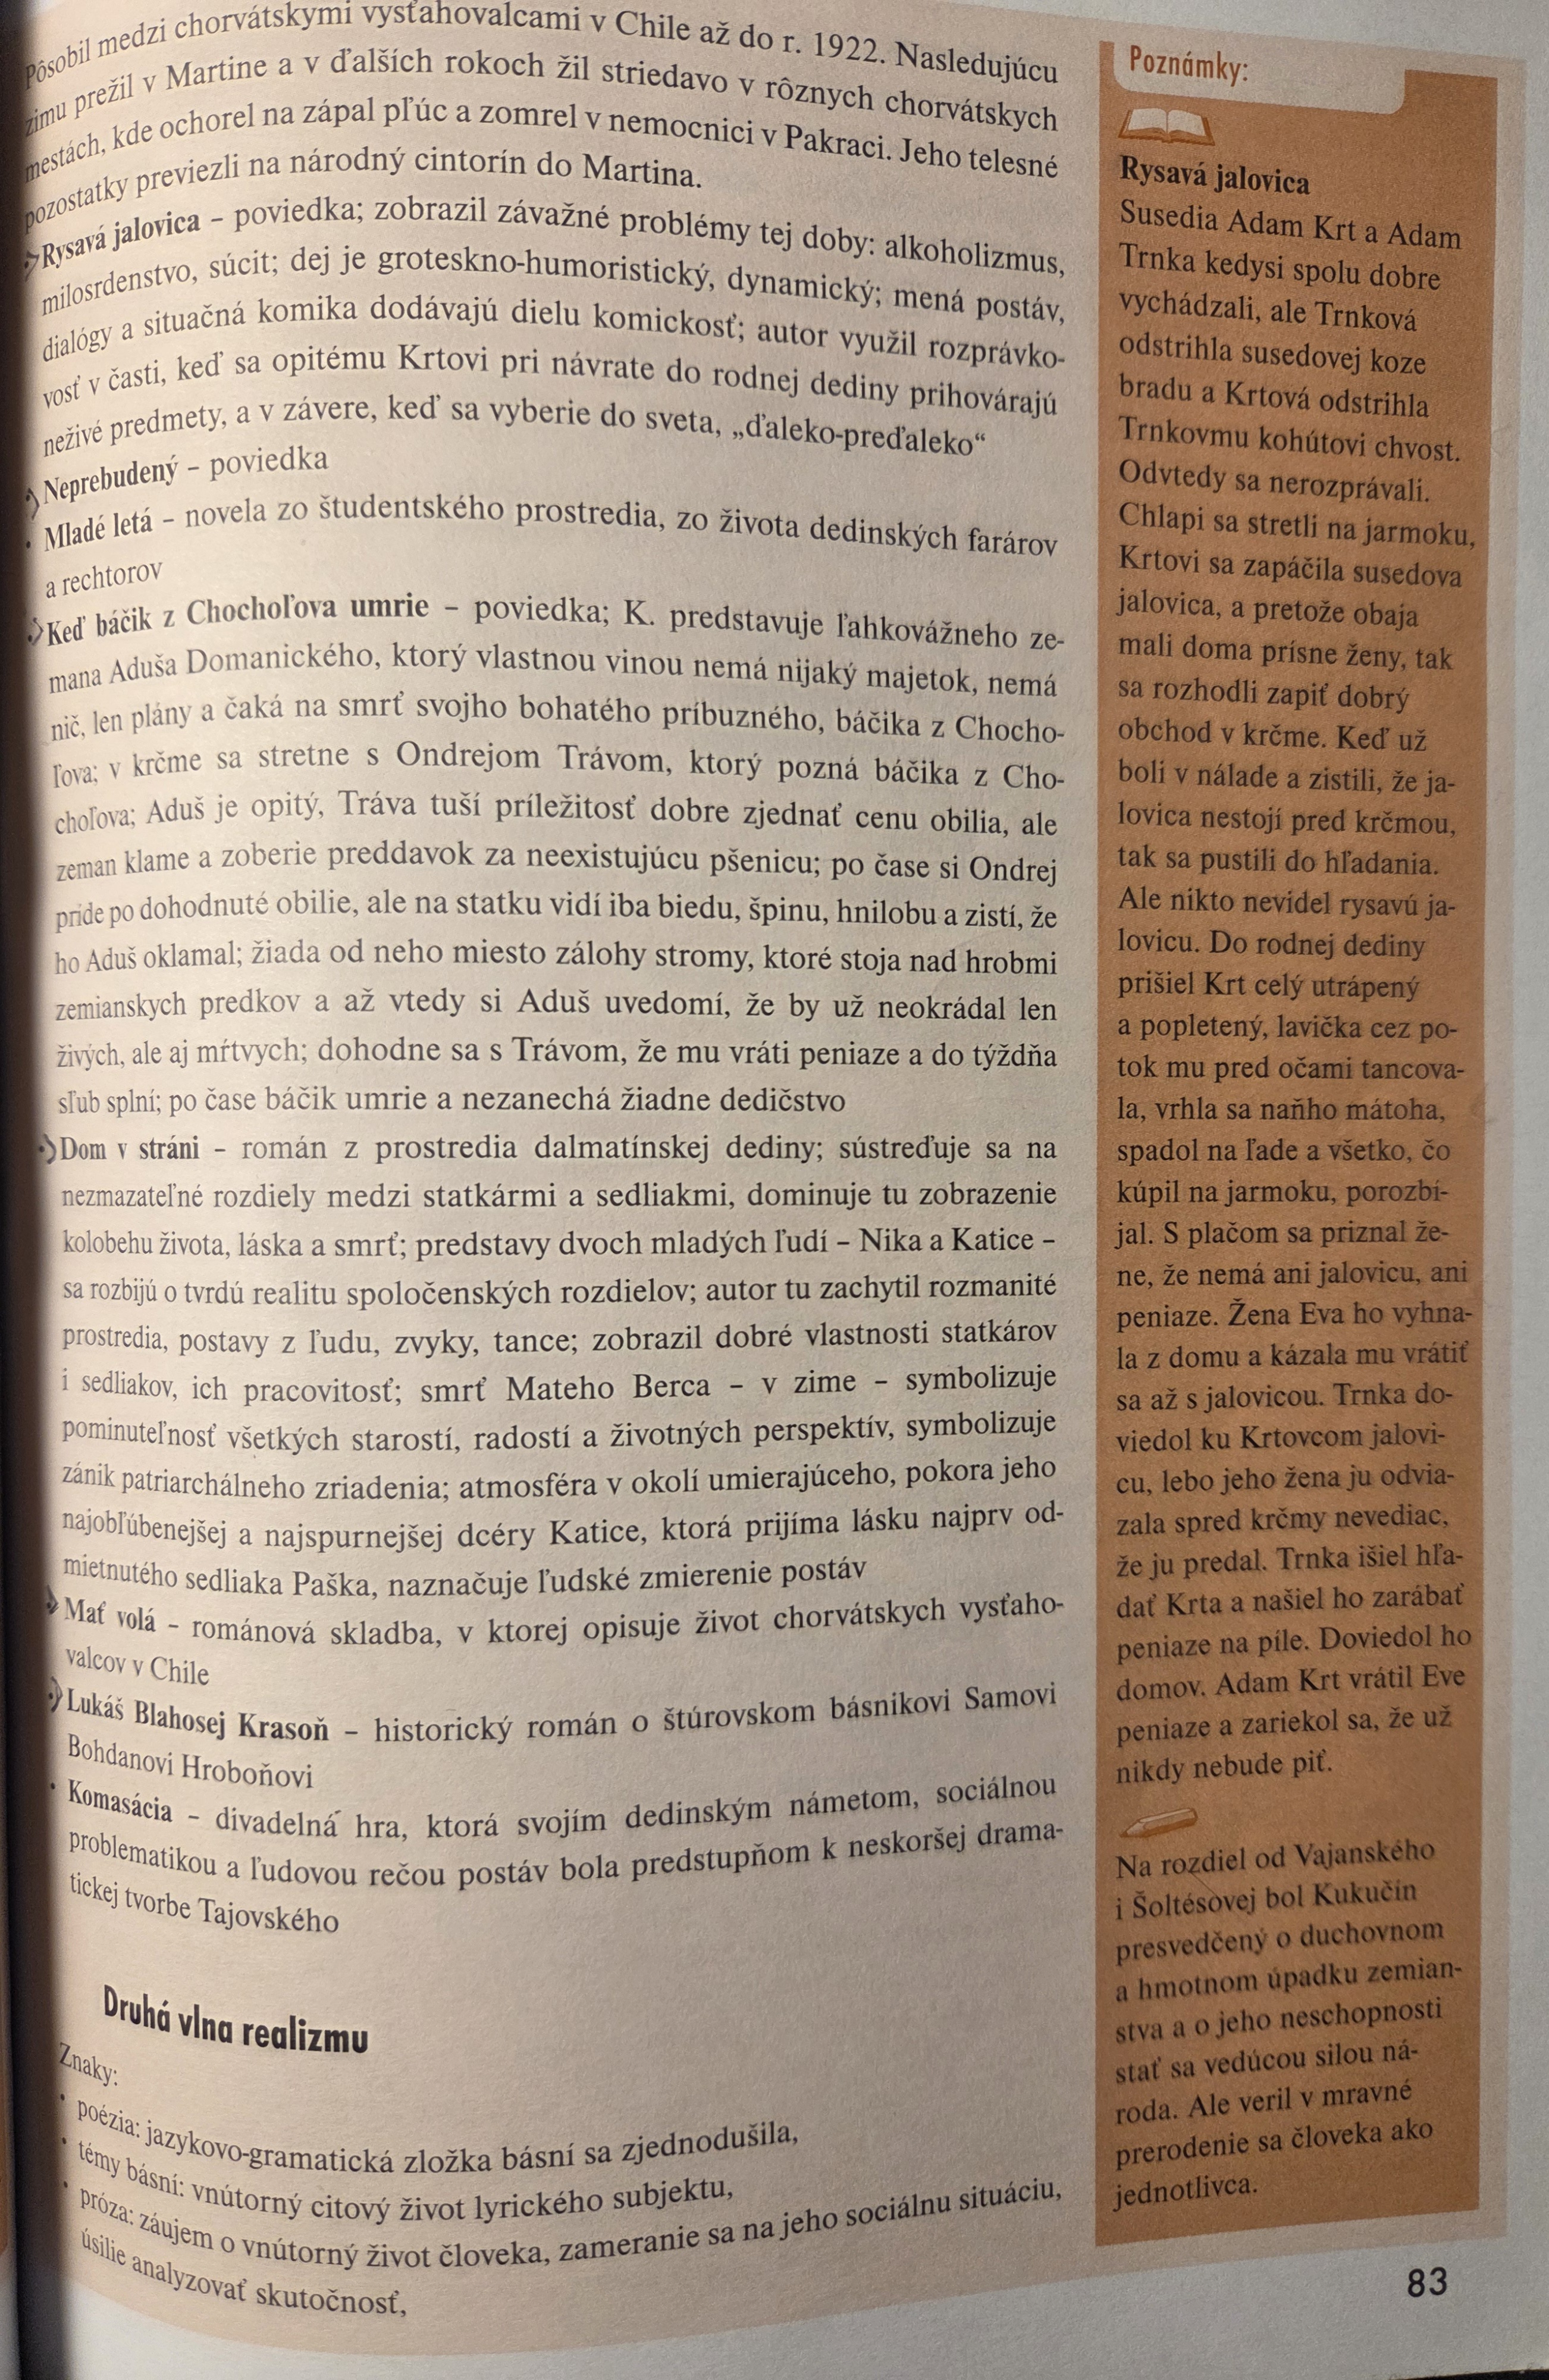 Pôsobil medzi chorvátskymi vysťahovalcami v Chile až do r. 1922. Nasledujúcu
zimu prežil v Martine a v ďalších rokoch žil striedavo v rôznych chorvátskych
mestách, kde ochorel na zápal pľúc a zomrel v nemocnici v Pakraci. Jeho telesné
pozostatky previezli na národný cintorín do Martina.
Rysavá jalovica – poviedka; zobrazil závažné problémy tej doby: alkoholizmus,
milosrdenstvo, súcit; dej je groteskno-humoristický, dynamický; mená postáv,
dialógy a situačná komika dodávajú dielu komickosť; autor využil rozprávko-
vosť v časti, keď sa opitému Krtovi pri návrate do rodnej dediny prihovárajú
neživé predmety, a v závere, keď sa vyberie do sveta, „ďaleko-preďaleko“
Neprebudený – poviedka
• Mladé letá – novela zo študentského prostredia, zo života dedinských farárov
a rechtorov
Keď báčik z Chochoľova umrie – poviedka; K. predstavuje ľahkovážneho ze-
mana Aduša Domanického, ktorý vlastnou vinou nemá nijaký majetok, nemá
nič, len plány a čaká na smrť svojho bohatého príbuzného, báčika z Chocho-
ľova; v krčme sa stretne s Ondrejom Trávom, ktorý pozná báčika z Cho-
choľova; Aduš je opitý, Tráva tuší príležitosť dobre zjednať cenu obilia, ale
zeman klame a zoberie preddavok za neexistujúcu pšenicu; po čase si Ondrej
príde po dohodnuté obilie, ale na statku vidí iba biedu, špinu, hnilobu a zistí, že
ho Aduš oklamal; žiada od neho miesto zálohy stromy, ktoré stoja nad hrobmi
zemianskych predkov a až vtedy si Aduš uvedomí, že by už neokrádal len
živých, ale aj mŕtvych; dohodne sa s Trávom, že mu vráti peniaze a do týždňa
sľub splní; po čase báčik umrie a nezanechá žiadne dedičstvo
Dom v stráni – román z prostredia dalmatínskej dediny; sústreďuje sa na
nezmazateľné rozdiely medzi statkármi a sedliakmi, dominuje tu zobrazenie
kolobehu života, láska a smrť; predstavy dvoch mladých ľudí – Nika a Katice –
sa rozbijú o tvrdú realitu spoločenských rozdielov; autor tu zachytil rozmanité
prostredia, postavy z ľudu, zvyky, tance; zobrazil dobré vlastnosti statkárov
i sedliakov, ich pracovitosť; smrť Mateho Berca – v zime – symbolizuje
pominuteľnosť všetkých starostí, radostí a životných perspektív, symbolizuje
zánik patriarchálneho zriadenia; atmosféra v okolí umierajúceho, pokora jeho
najobľúbenejšej a najspurnejšej dcéry Katice, ktorá prijíma lásku najprv od-
mietnutého sedliaka Paška, naznačuje ľudské zmierenie postáv
Mať volá – románová skladba, v ktorej opisuje život chorvátskych vysťaho-
valcov v Chile
Lukáš Blahosej Krasoň – historický román o štúrovskom básnikovi Samovi
Bohdanovi Hroboňovi
• Komasácia – divadelná hra, ktorá svojím dedinským námetom, sociálnou
problematikou a ľudovou rečou postáv bola predstupňom k neskoršej drama-
tickej tvorbe Tajovského
Druhá vlna realizmu
Znaky:
• poézia: jazykovo-gramatická zložka básní sa zjednodušila,
• témy básní: vnútorný citový život lyrického subjektu,
• próza: záujem o vnútorný život človeka, zameranie sa na jeho sociálnu situáciu,
úsilie analyzovať skutočnosť,
Poznámky:
Rysavá jalovica
Susedia Adam Krt a Adam
Trnka kedysi spolu dobre
vychádzali, ale Trnková
odstrihla susedovej koze
bradu a Krtová odstrihla
Trnkovmu kohútovi chvost.
Odvtedy sa nerozprávali.
Chlapi sa stretli na jarmoku,
Krtovi sa zapáčila susedova
jalovica, a pretože obaja
mali doma prísne ženy, tak
sa rozhodli zapiť dobrý
obchod v krčme. Keď už
boli v nálade a zistili, že ja-
lovica nestojí pred krčmou,
tak sa pustili do hľadania.
Ale nikto nevidel rysavú ja-
lovicu. Do rodnej dediny
prišiel Krt celý utrápený
a popletený, lavička cez po-
tok mu pred očami tancova-
la, vrhla sa naňho mátoha,
spadol na ľade a všetko, čo
kúpil na jarmoku, porozbí-
jal. S plačom sa priznal že-
ne, že nemá ani jalovicu, ani
peniaze. Žena Eva ho vyhna-
la z domu a kázala mu vrátiť
sa až s jalovicou. Trnka do-
viedol ku Krtovcom jalovi-
cu, lebo jeho žena ju odvia-
zala spred krčmy nevediac,
že ju predal. Trnka išiel hľa-
dať Krta a našiel ho zarábať
peniaze na píle. Doviedol ho
domov. Adam Krt vrátil Eve
peniaze a zariekol sa, že už
nikdy nebude piť.
Na rozdiel od Vajanského
i Šoltésovej bol Kukučín
presvedčený o duchovnom
a hmotnom úpadku zemian-
stva a o jeho neschopnosti
stať sa vedúcou silou ná-
roda. Ale veril v mravné
prerodenie sa človeka ako
jednotlivca.
83